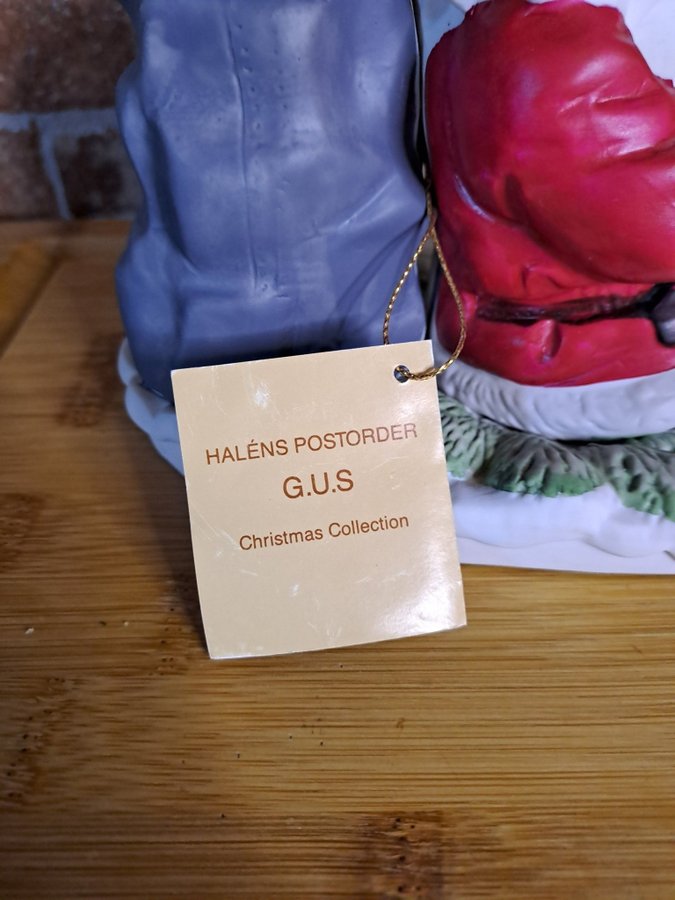 HALÉNS POSTORDER
G.U.S
Christmas Collection